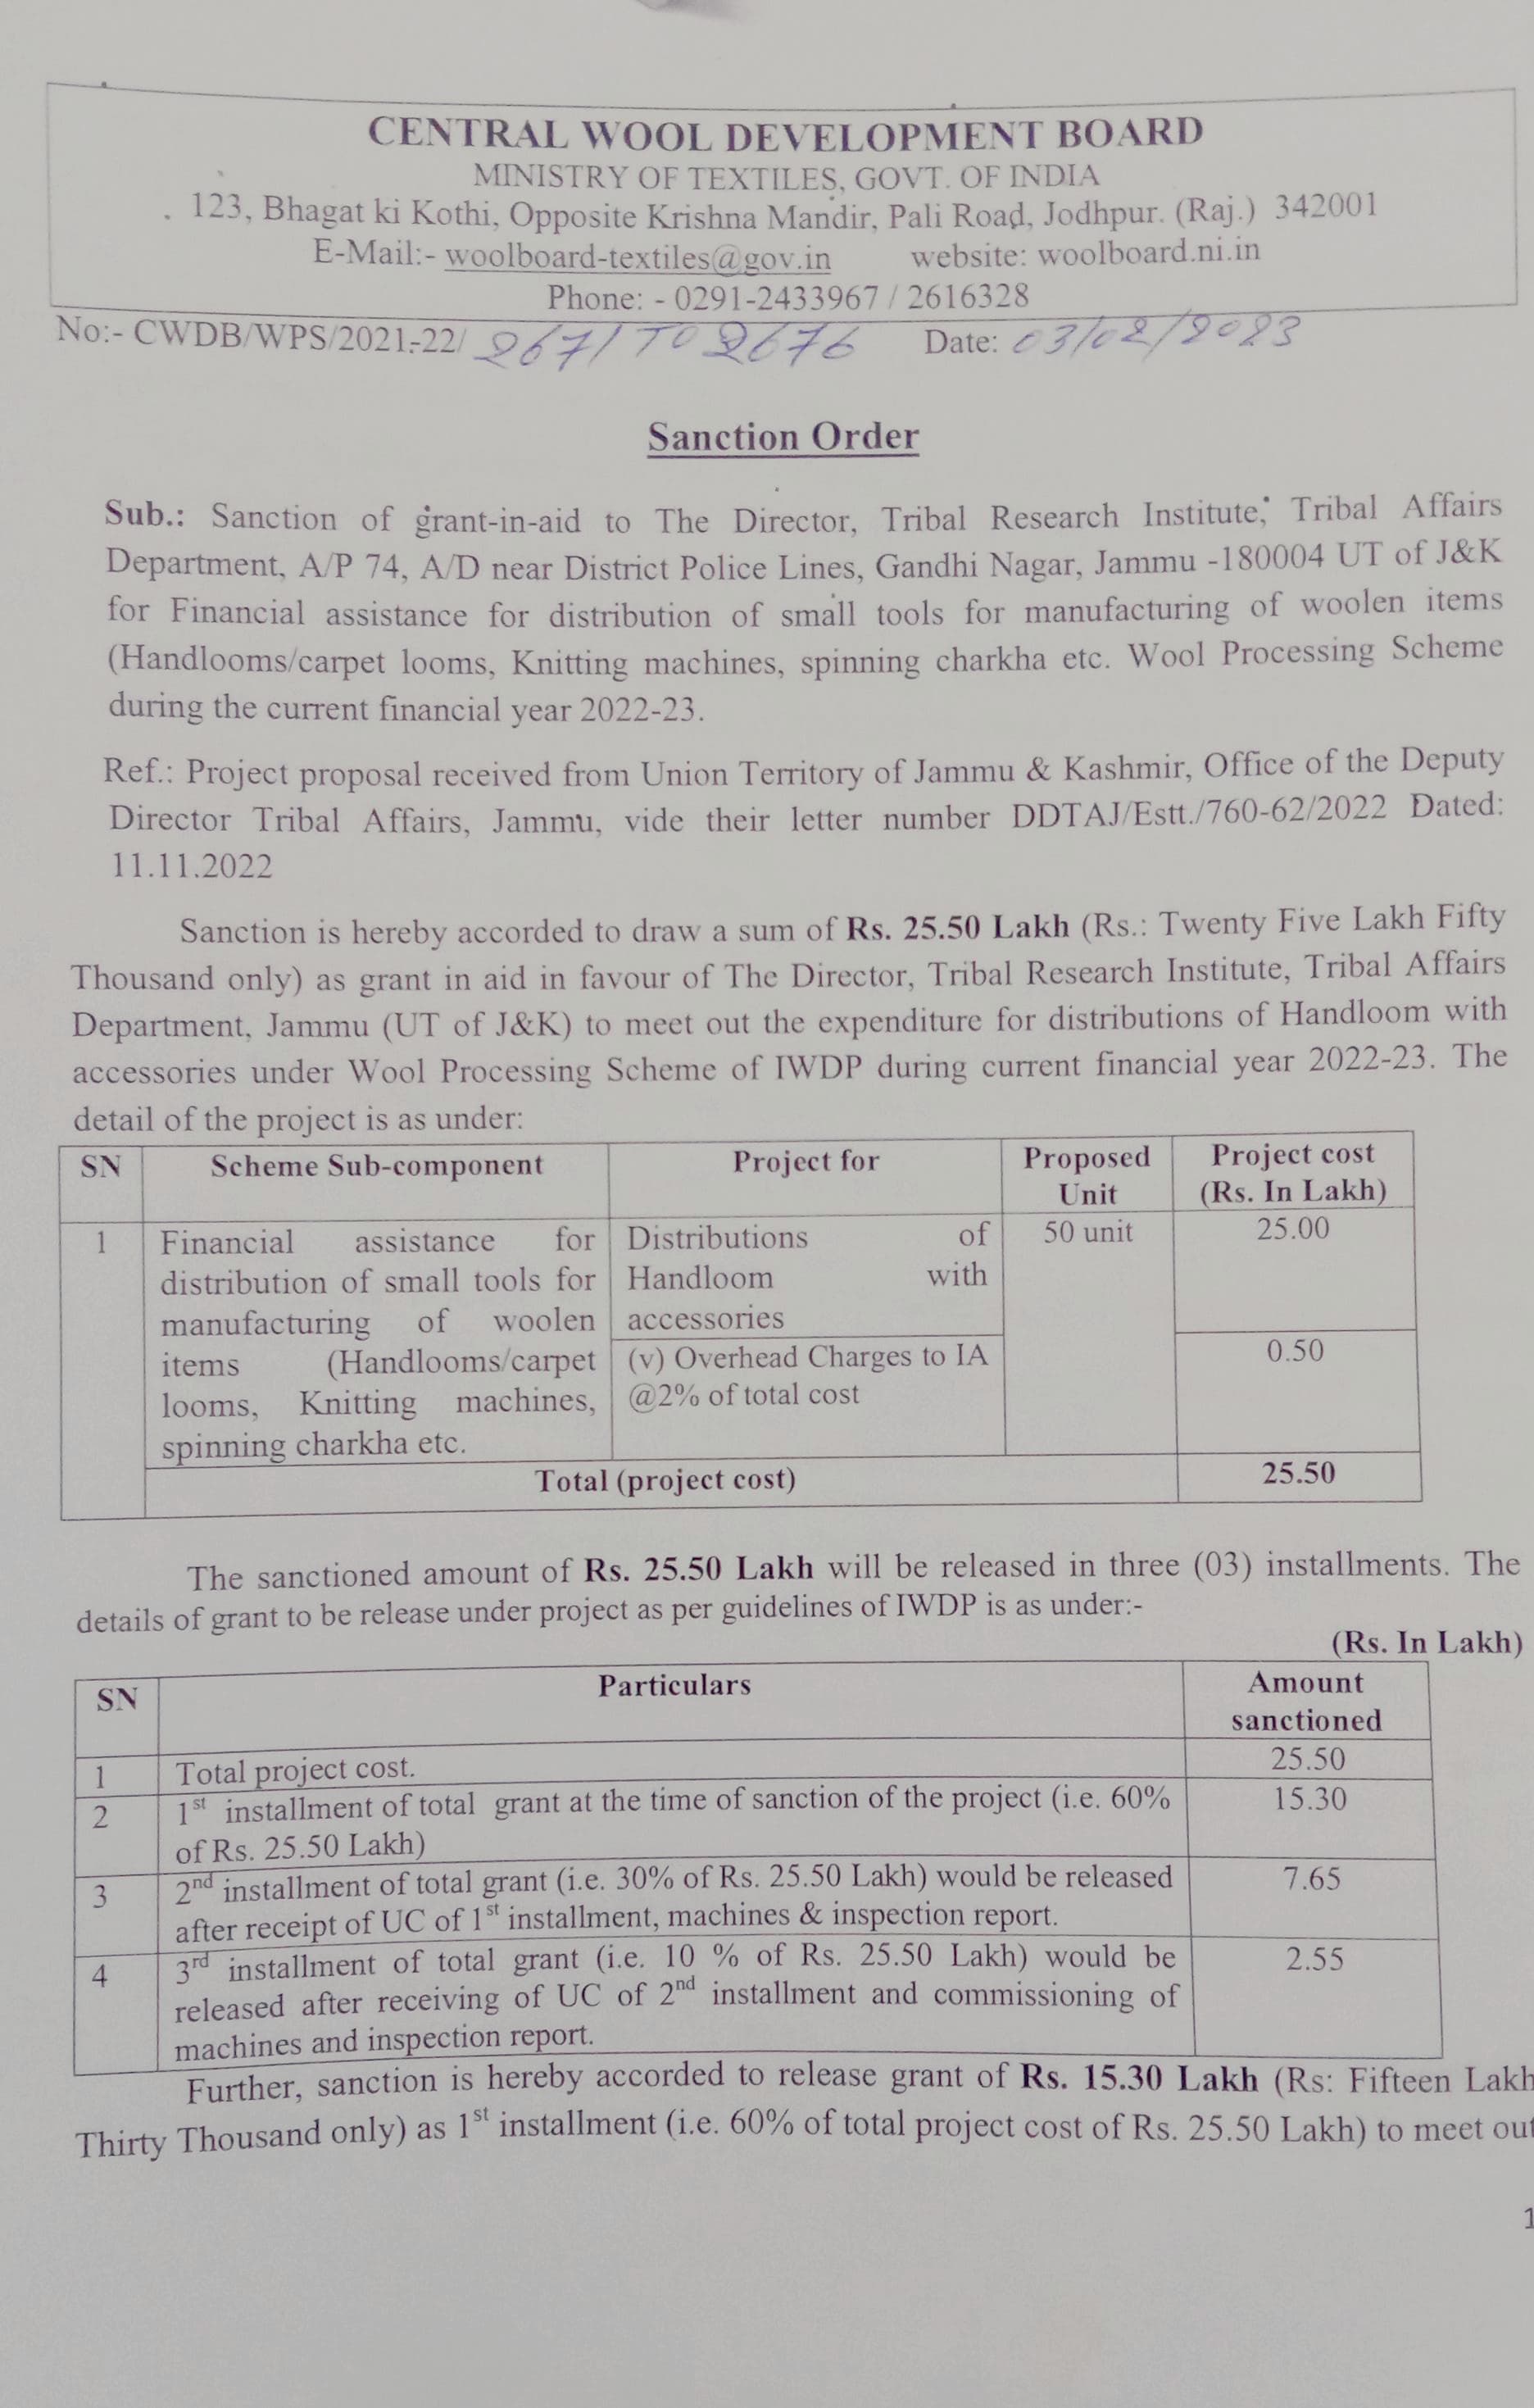 CENTRAL WOOL DEVELOPMENT BOARD
MINISTRY OF TEXTILES, GOVT. OF INDIA
123, Bhagat ki Kothi, Opposite Krishna Mandir, Pali Road, Jodhpur. (Raj.) 342001
E-Mail:- woolboard-textiles@gov.in website: woolboard.ni.in
Phone: - 0291-2433967 / 2616328
No:- CWDB/WPS/2021-22/ 2671 TO 2676 Date: 03/02/2023
Sanction Order
Sub.: Sanction of grant-in-aid to The Director, Tribal Research Institute, Tribal Affairs
Department, A/P 74, A/D near District Police Lines, Gandhi Nagar, Jammu -180004 UT of J&K
for Financial assistance for distribution of small tools for manufacturing of woolen items
(Handlooms/carpet looms, Knitting machines, spinning charkha etc. Wool Processing Scheme
during the current financial year 2022-23.
Ref.: Project proposal received from Union Territory of Jammu & Kashmir, Office of the Deputy
Director Tribal Affairs, Jammu, vide their letter number DDTAJ/Estt./760-62/2022 Dated:
11.11.2022
Sanction is hereby accorded to draw a sum of Rs. 25.50 Lakh (Rs.: Twenty Five Lakh Fifty
Thousand only) as grant in aid in favour of The Director, Tribal Research Institute, Tribal Affairs
Department, Jammu (UT of J&K) to meet out the expenditure for distributions of Handloom with
accessories under Wool Processing Scheme of IWDP during current financial year 2022-23. The
detail of the project is as under:
SN Scheme Sub-component Project for Proposed Project cost
Unit (Rs. In Lakh)
1 Financial assistance for Distributions of 50 unit 25.00
distribution of small tools for Handloom with
manufacturing of woolen accessories
items (Handlooms/carpet (v) Overhead Charges to IA 0.50
looms, Knitting machines, @2% of total cost
spinning charkha etc.
Total (project cost) 25.50
The sanctioned amount of Rs. 25.50 Lakh will be released in three (03) installments. The
details of grant to be release under project as per guidelines of IWDP is as under:-
(Rs. In Lakh)
SN Particulars Amount
sanctioned
1 Total project cost. 25.50
2 1st installment of total grant at the time of sanction of the project (i.e. 60% 15.30
of Rs. 25.50 Lakh)
3 2nd installment of total grant (i.e. 30% of Rs. 25.50 Lakh) would be released 7.65
after receipt of UC of 1st installment, machines & inspection report.
4 3rd installment of total grant (i.e. 10 % of Rs. 25.50 Lakh) would be 2.55
released after receiving of UC of 2nd installment and commissioning of
machines and inspection report.
Further, sanction is hereby accorded to release grant of Rs. 15.30 Lakh (Rs: Fifteen Lakh
Thirty Thousand only) as 1st installment (i.e. 60% of total project cost of Rs. 25.50 Lakh) to meet out
1